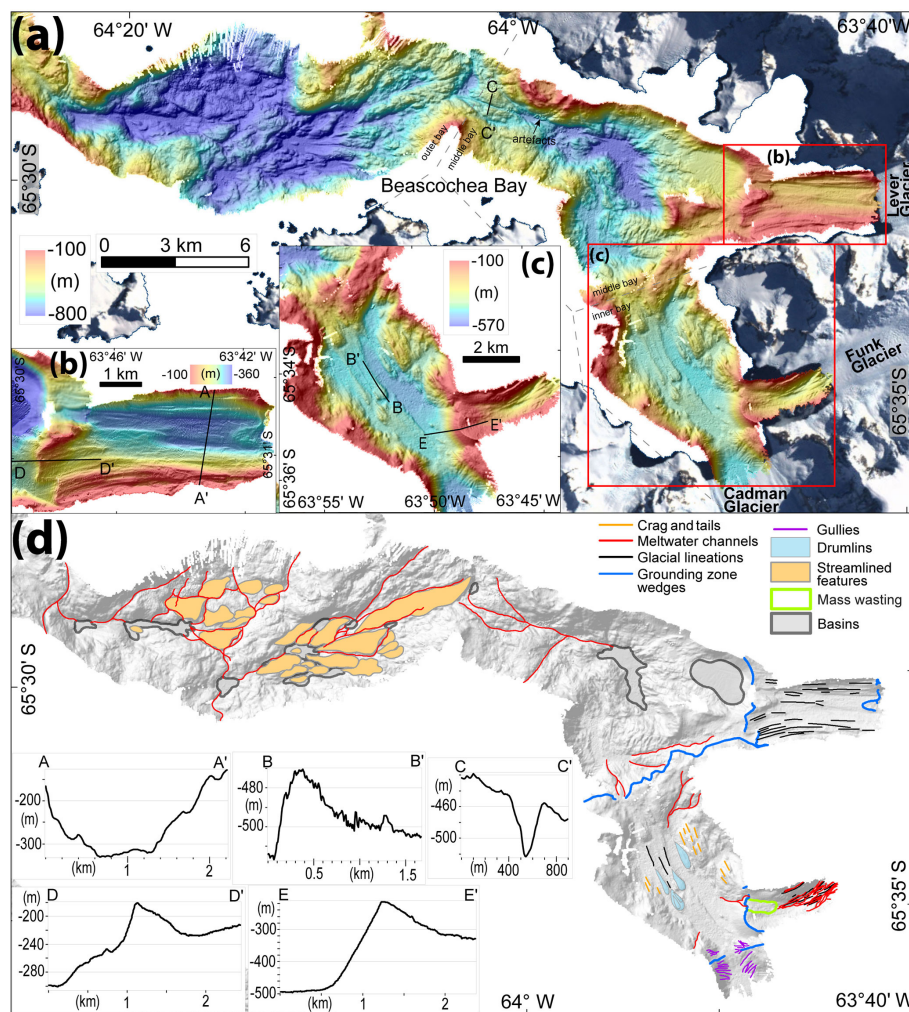 (a)
64° 20' W
64° W
63° 40' W
65° 30' S
C
C'
artefacts
outer bay
middle bay
Beascochea Bay
(b)
Lever
Glacier
-100
(m)
-800
0 3 km 6
(c)
-100
(m)
-570
2 km
middle bay
inner bay
Funk
Glacier
65°35' S
Cadman
Glacier
(b)
63°46' W
63°42' W
1 km
-100 (m) -360
65°30' S
65°31' S
A
A'
D
D'
(c)
65°34' S
65°36' S
B'
B
E
E'
63°55' W
63°50' W
63°45' W
(d)
Crag and tails
Meltwater channels
Glacial lineations
Grounding zone
wedges
Gullies
Drumlins
Streamlined
features
Mass wasting
Basins
65°30' S
A
A'
-200
(m)
-300
1
2
(km)
B
B'
(m)
-480
-500
0.5
1.5
(km)
C
C'
(m)
-460
-500
(m)
400
800
D
D'
(m)
-200
-240
-280
(km)
1
2
E
E'
(m)
-300
-400
-500
(km)
1
2
65°35' S
64° W
63°40' W